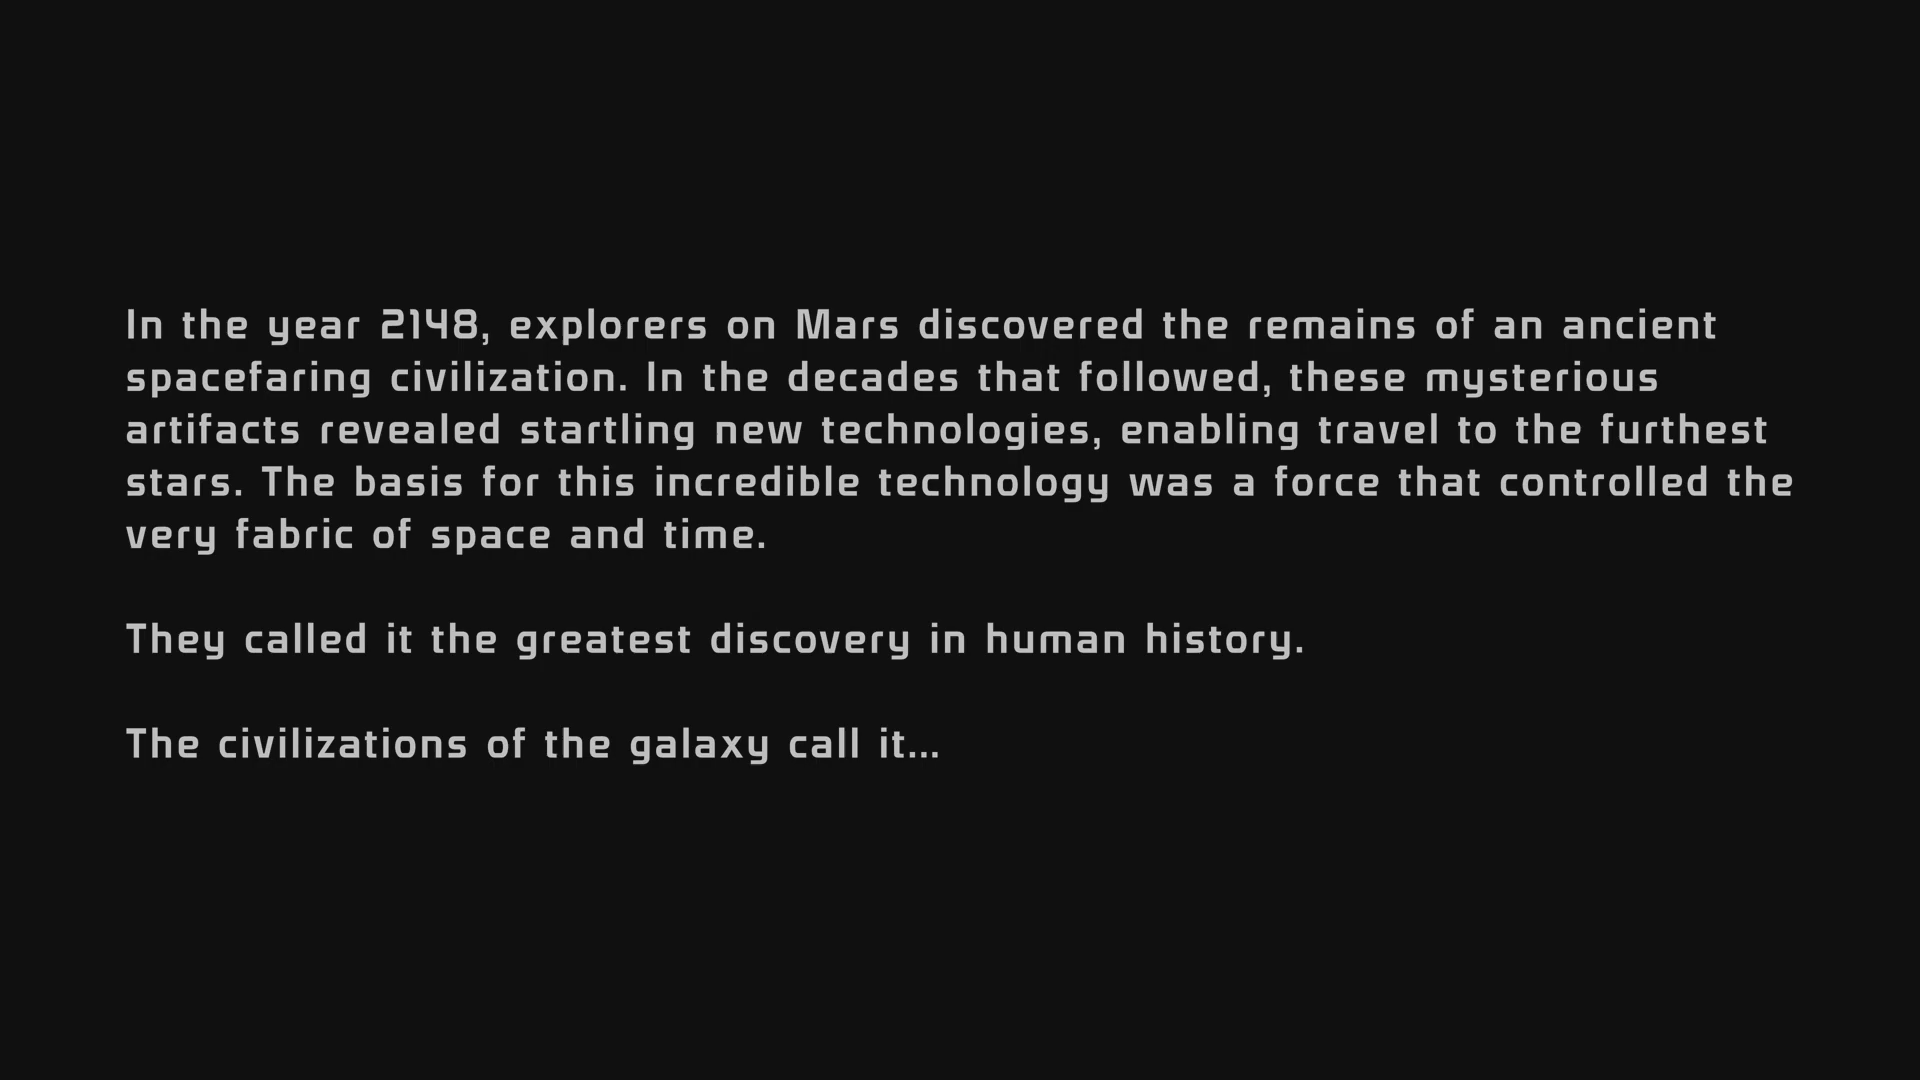 In the year 2148, explorers on Mars discovered the remains of an ancient
spacefaring civilization. In the decades that followed, these mysterious
artifacts revealed startling new technologies, enabling travel to the furthest
stars. The basis for this incredible technology was a force that controlled the
very fabric of space and time.
They called it the greatest discovery in human history.
The civilizations of the galaxy call it...